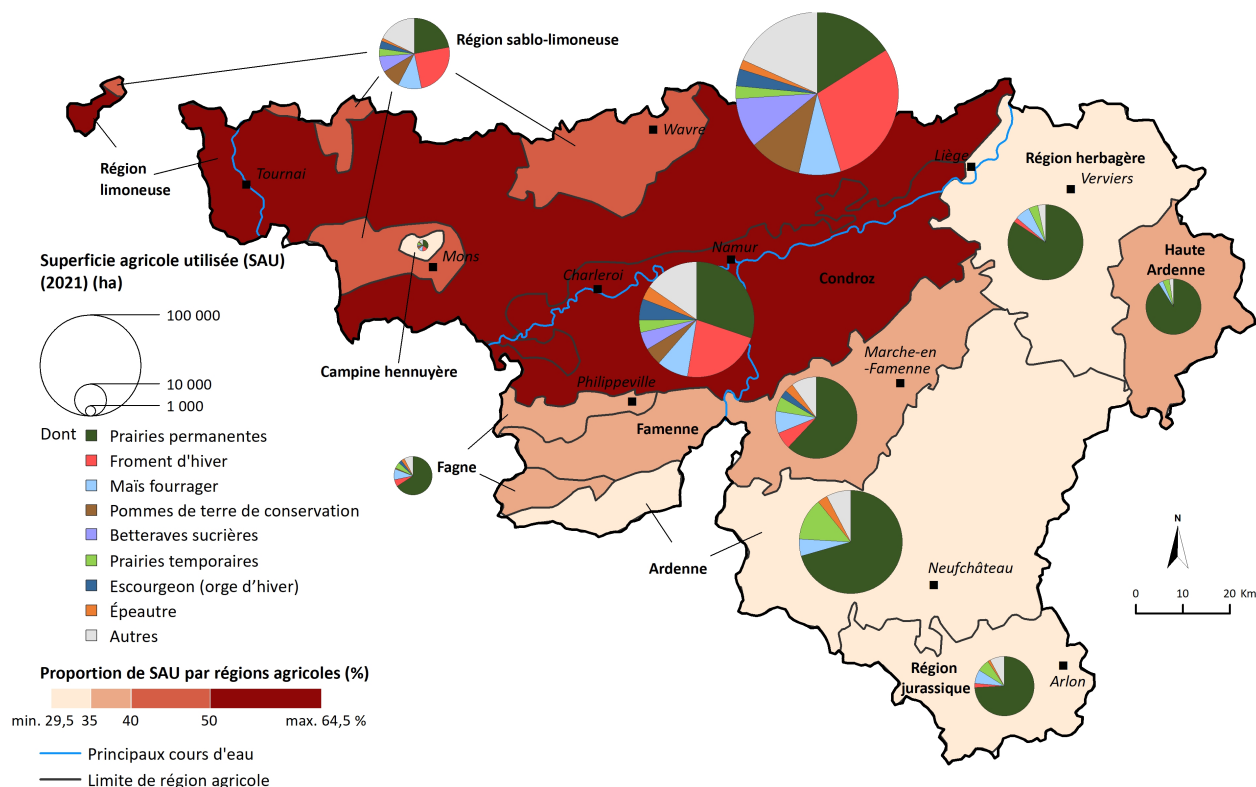 Région sablo-limoneuse
Wavre
Liège
Région herbagère
Verviers
Région
limoneuse
Tournai
Superficie agricole utilisée (SAU)
(2021) (ha)
100 000
10 000
1 000
Mons
Namur
Charleroi
Condroz
Haute
Ardenne
Campine hennuyère
Philippeville
Marche-en
-Famenne
Famenne
Fagne
Ardenne
Neufchâteau
Région
jurassique
Arlon
Dont
Prairies permanentes
Froment d'hiver
Maïs fourrager
Pommes de terre de conservation
Betteraves sucrières
Prairies temporaires
Escourgeon (orge d’hiver)
Épeautre
Autres
N
0 10 20 Km
Proportion de SAU par régions agricoles (%)
min. 29,5 35 40 50 max. 64,5 %
Principaux cours d'eau
Limite de région agricole